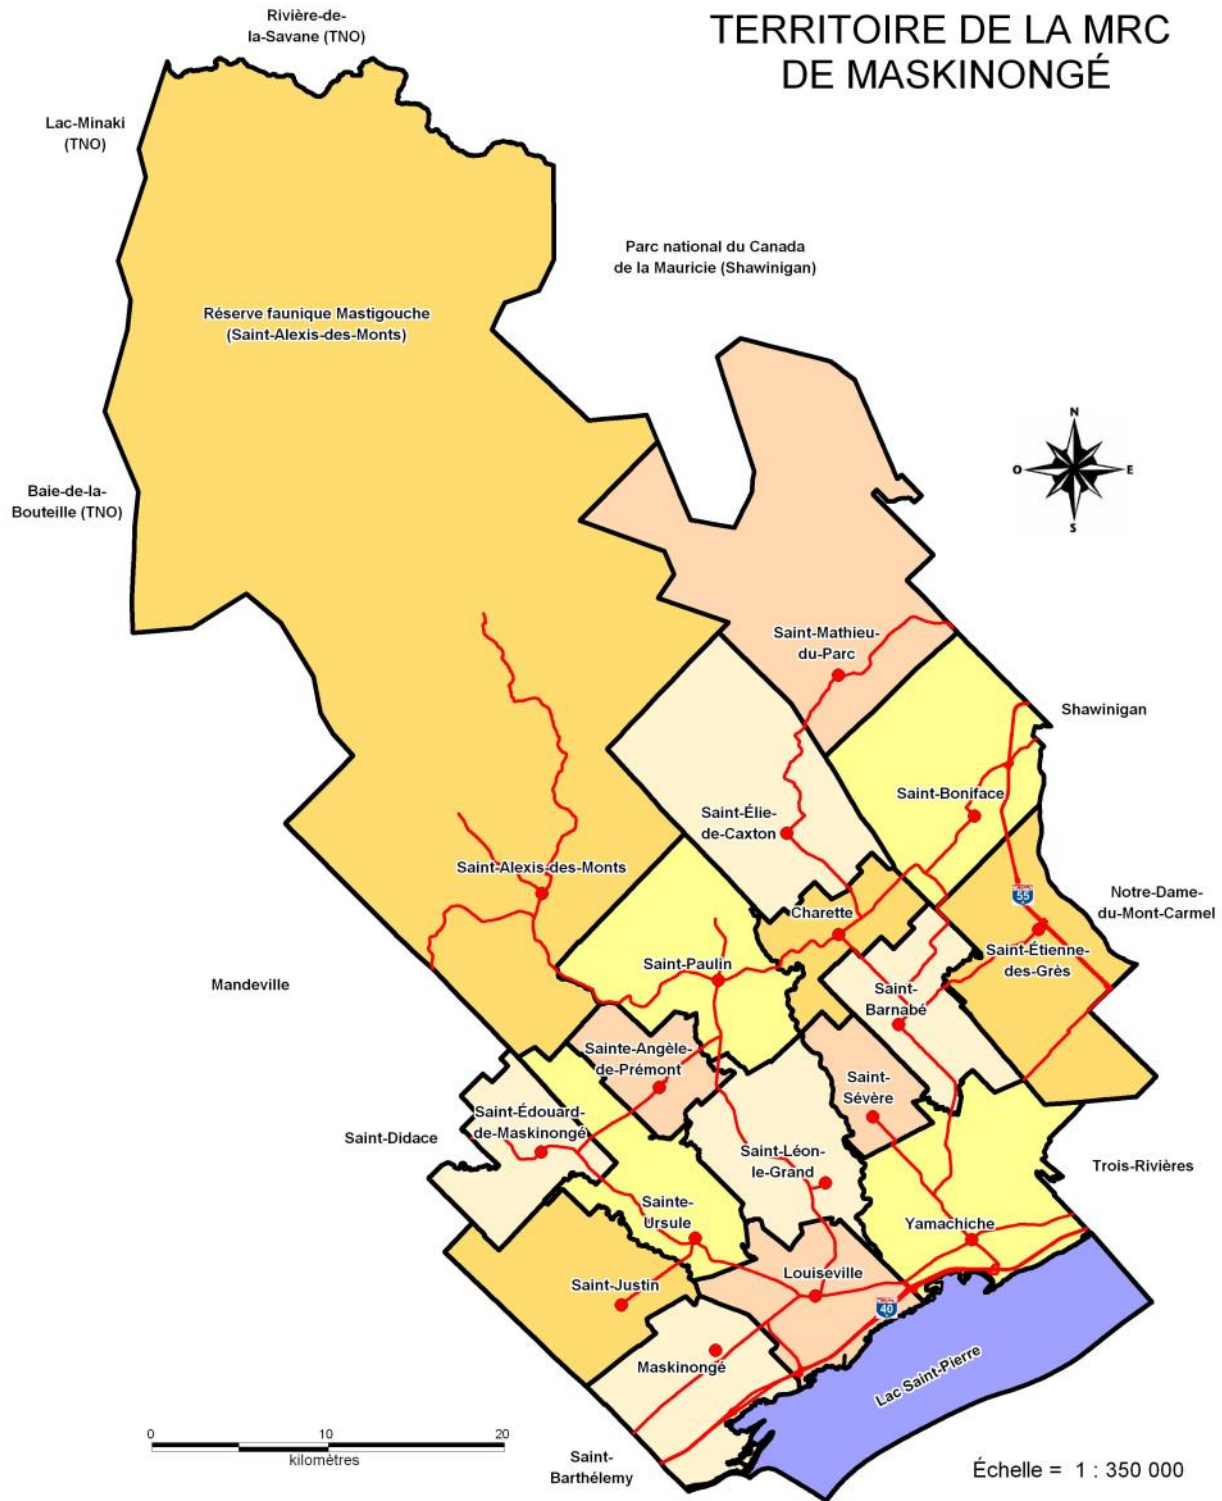 TERRITOIRE DE LA MRC
DE MASKINONGÉ
Rivière-de-
la-Savane (TNO)
Lac-Minaki
(TNO)
Parc national du Canada
de la Mauricie (Shawinigan)
Réserve faunique Mastigouche
(Saint-Alexis-des-Monts)
N
O
E
S
Baie-de-la-
Bouteille (TNO)
Saint-Mathieu-
du-Parc
Shawinigan
Saint-Boniface
Saint-Élie-
de-Caxton
Saint-Alexis-des-Monts
55
Notre-Dame-
du-Mont-Carmel
Charette
Saint-Étienne-
des-Grès
Saint-Paulin
Mandeville
Saint-
Barnabé
Sainte-Angèle-
de-Prémont
Saint-
Sévère
Saint-Édouard-
de-Maskinongé
Saint-Didace
Saint-Léon-
le-Grand
Trois-Rivières
Sainte-
Ursule
Yamachiche
Louiseville
Saint-Justin
40
Maskinongé
Lac Saint-Pierre
0
10
20
kilomètres
Saint-
Barthélemy
Échelle = 1 : 350 000